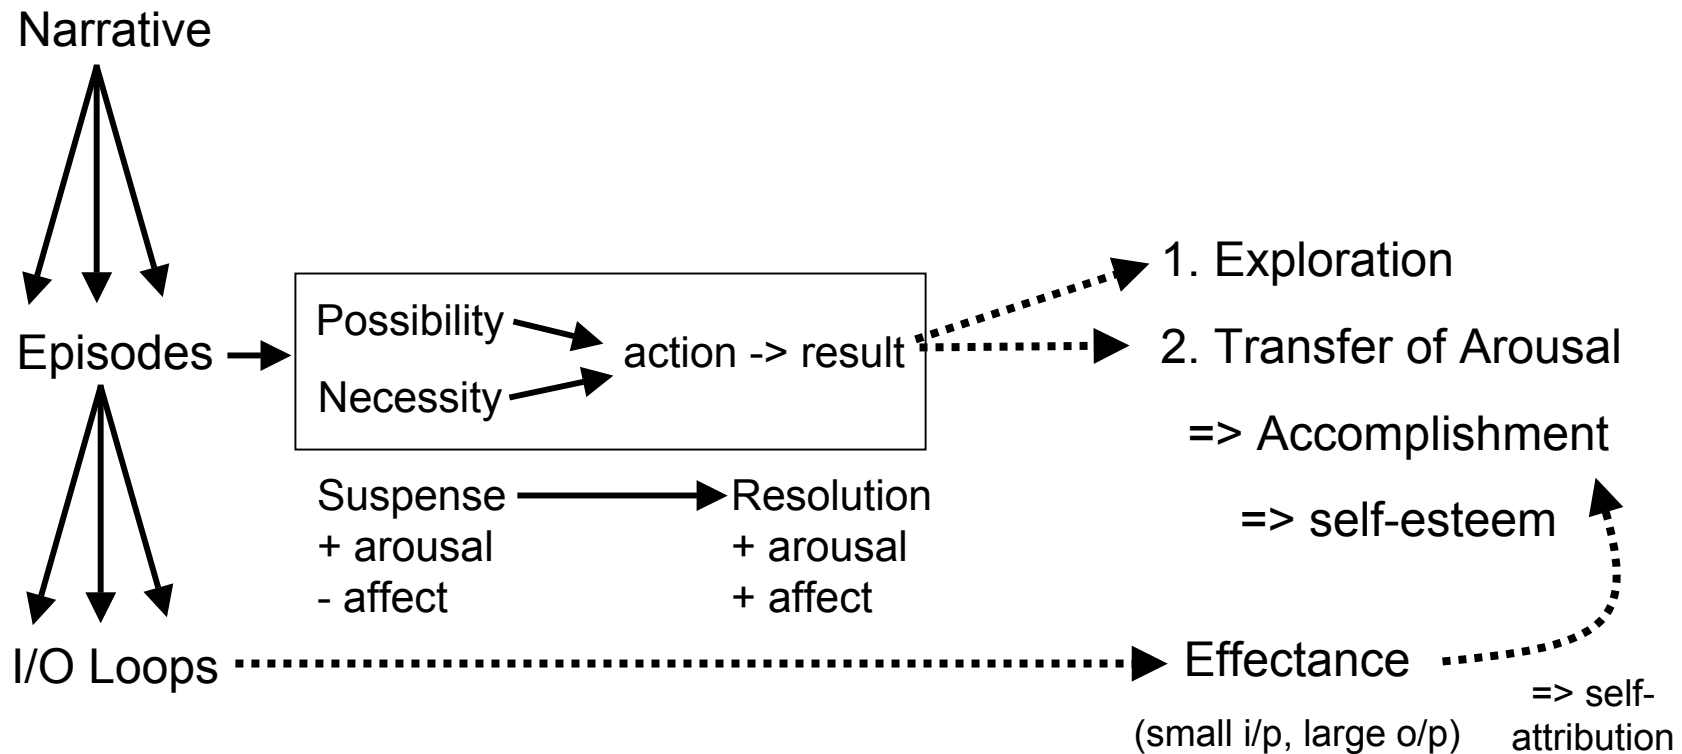 Narrative
Episodes
Possibility
Necessity
action -> result
Suspense
+ arousal
- affect
Resolution
+ arousal
+ affect
1. Exploration
2. Transfer of Arousal
=> Accomplishment
=> self-esteem
I/O Loops
Effectance
(small i/p, large o/p)
=> self-
attribution